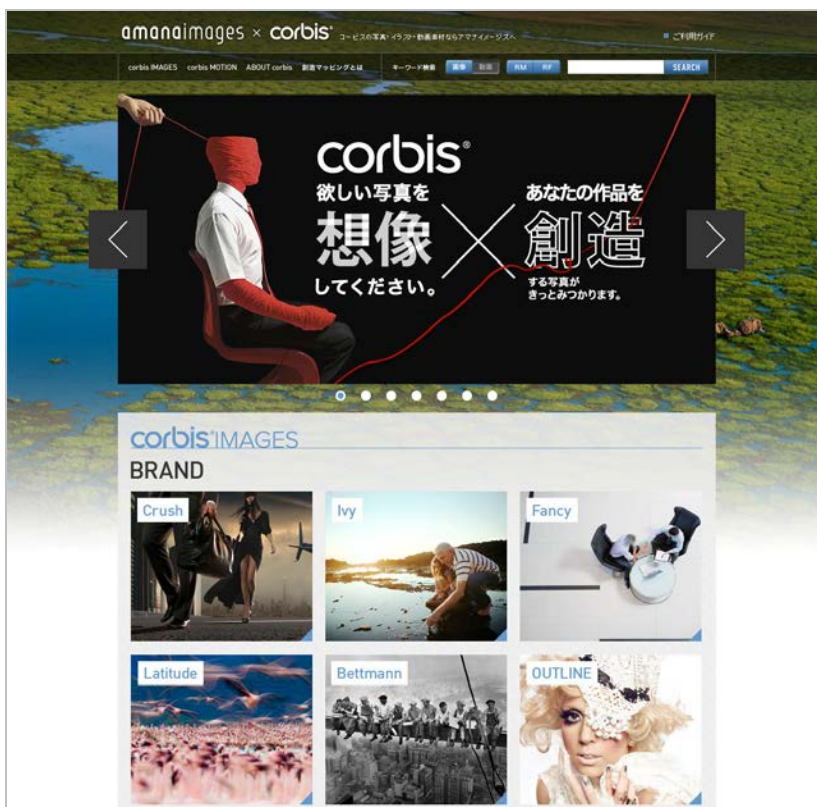 amanaimages × corbis® コービスの写真・イラスト・動画素材ならアマナイメージズへ
ご利用ガイド
corbis IMAGES corbis MOTION ABOUT corbis 創造マッピングとは キーワード検索 画像 動画 RM RF SEARCH
corbis®
欲しい写真を
想像
してください。
あなたの作品を
創造
する写真が
きっとみつかります。
corbis®IMAGES
BRAND
Crush
Ivy
Fancy
Latitude
Bettmann
OUTLINE